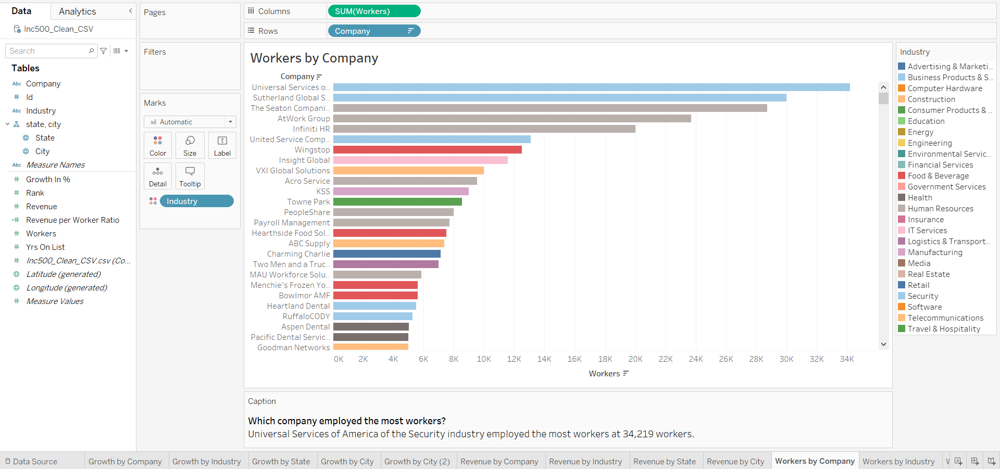 Data
Analytics
Inc500_Clean_CSV
Search
Tables
Abc Company
# Id
Abc Industry
state, city
State
City
Abc Measure Names
# Growth In %
# Rank
# Revenue
=# Revenue per Worker Ratio
# Workers
# Yrs On List
# Inc500_Clean_CSV.csv (Co...
Latitude (generated)
Longitude (generated)
# Measure Values
Pages
Filters
Marks
Automatic
Color Size Label
Detail Tooltip
Industry
Columns SUM(Workers)
Rows Company
Workers by Company
Company
Universal Services o..
Sutherland Global S..
The Seaton Compani..
AtWork Group
Infiniti HR
United Service Comp..
Wingstop
Insight Global
VXI Global Solutions
Acro Service
KSS
Towne Park
PeopleShare
Payroll Management
Hearthside Food Sol..
ABC Supply
Charming Charlie
Two Men and a Truc..
MAU Workforce Solu..
Menchie's Frozen Yo..
Bowlmor AMF
Heartland Dental
RuffaloCODY
Aspen Dental
Pacific Dental Servic..
Goodman Networks
0K 2K 4K 6K 8K 10K 12K 14K 16K 18K 20K 22K 24K 26K 28K 30K 32K 34K
Workers
Industry
Advertising & Marketi..
Business Products & S..
Computer Hardware
Construction
Consumer Products & ..
Education
Energy
Engineering
Environmental Servic..
Financial Services
Food & Beverage
Government Services
Health
Human Resources
Insurance
IT Services
Logistics & Transport..
Manufacturing
Media
Real Estate
Retail
Security
Software
Telecommunications
Travel & Hospitality
Caption
Which company employed the most workers?
Universal Services of America of the Security industry employed the most workers at 34,219 workers.
Data Source Growth by Company Growth by Industry Growth by State Growth by City Growth by City (2) Revenue by Company Revenue by Industry Revenue by State Revenue by City Workers by Company Workers by Industry